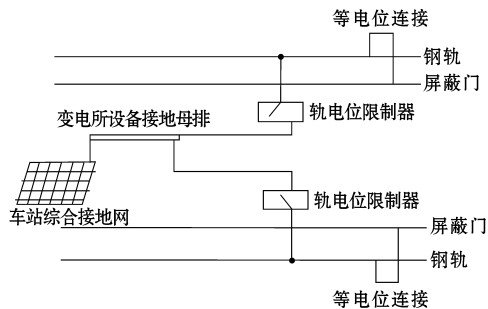 等电位连接
钢轨
屏蔽门
轨电位限制器
变电所设备接地母排
轨电位限制器
车站综合接地网
屏蔽门
钢轨
等电位连接